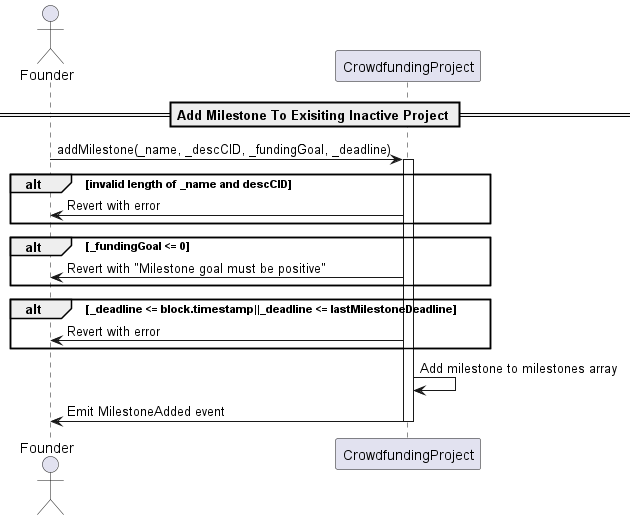 Founder
CrowdfundingProject
Add Milestone To Exisiting Inactive Project
addMilestone(_name, _descCID, _fundingGoal, _deadline)
alt [invalid length of _name and descCID]
Revert with error
alt [_fundingGoal <= 0]
Revert with "Milestone goal must be positive"
alt [_deadline <= block.timestamp||_deadline <= lastMilestoneDeadline]
Revert with error
Add milestone to milestones array
Emit MilestoneAdded event
Founder
CrowdfundingProject